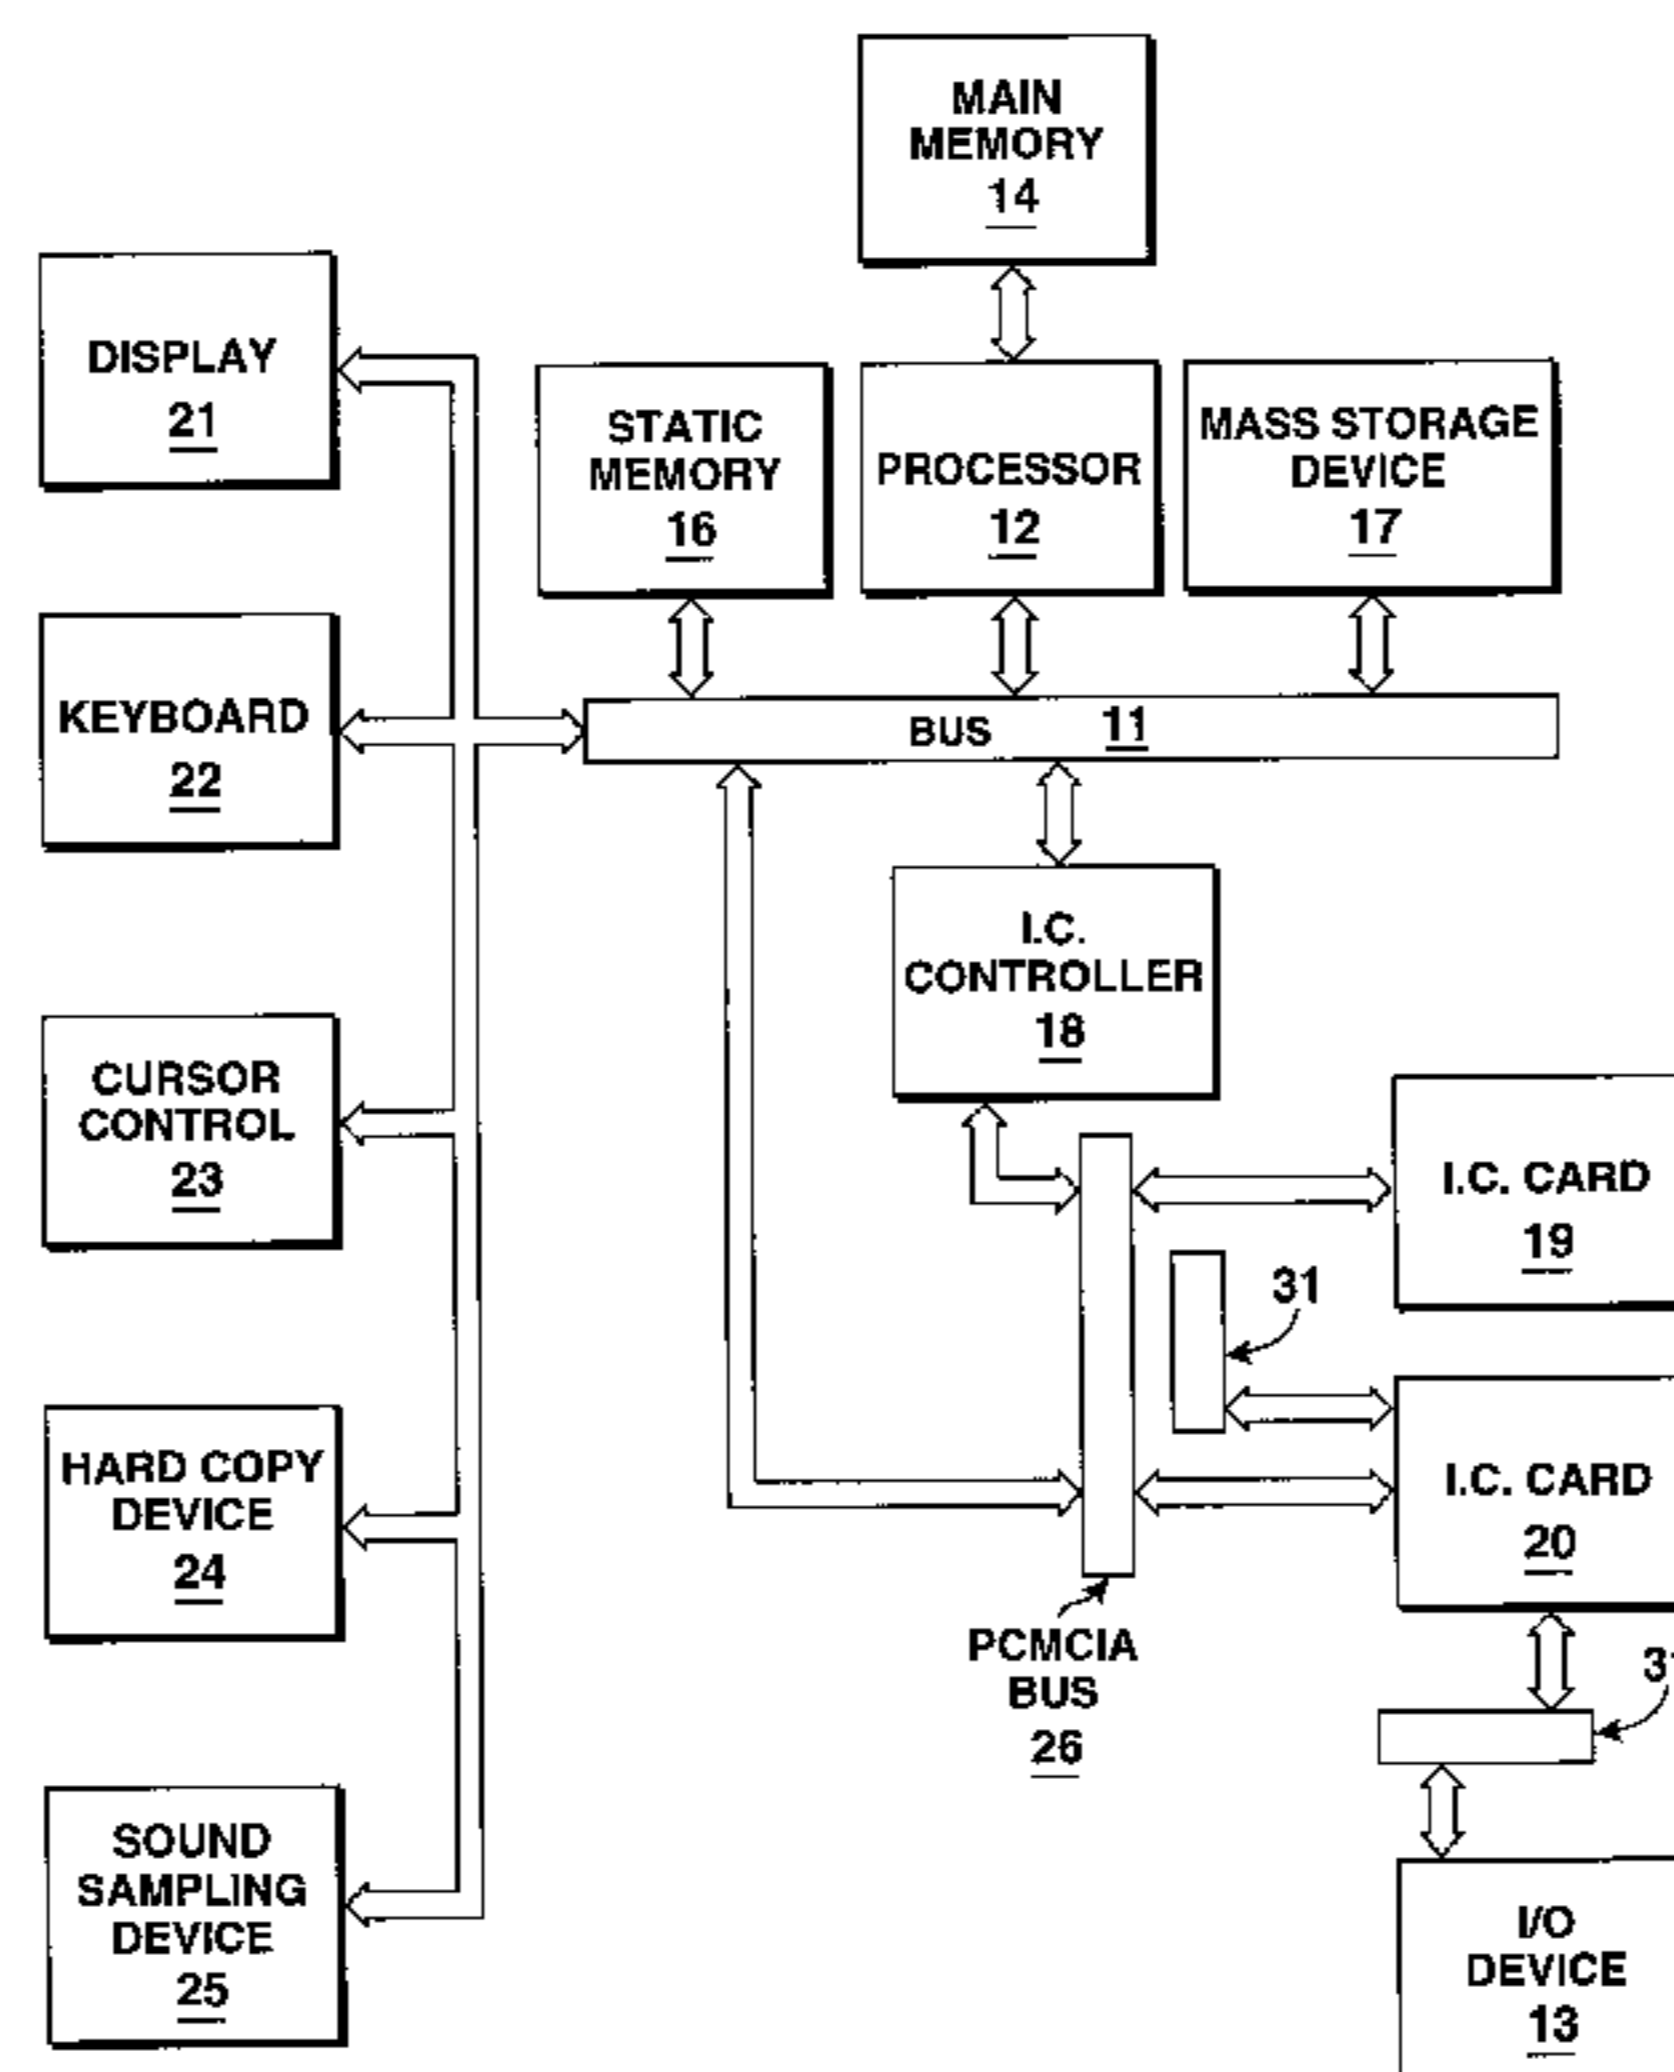 MAIN
MEMORY
14
DISPLAY
21
STATIC
MEMORY
16
PROCESSOR
12
MASS STORAGE
DEVICE
17
KEYBOARD
22
BUS 11
I.C.
CONTROLLER
18
CURSOR
CONTROL
23
I.C. CARD
19
31
HARD COPY
DEVICE
24
I.C. CARD
20
PCMCIA
BUS
26
SOUND
SAMPLING
DEVICE
25
I/O
DEVICE
13